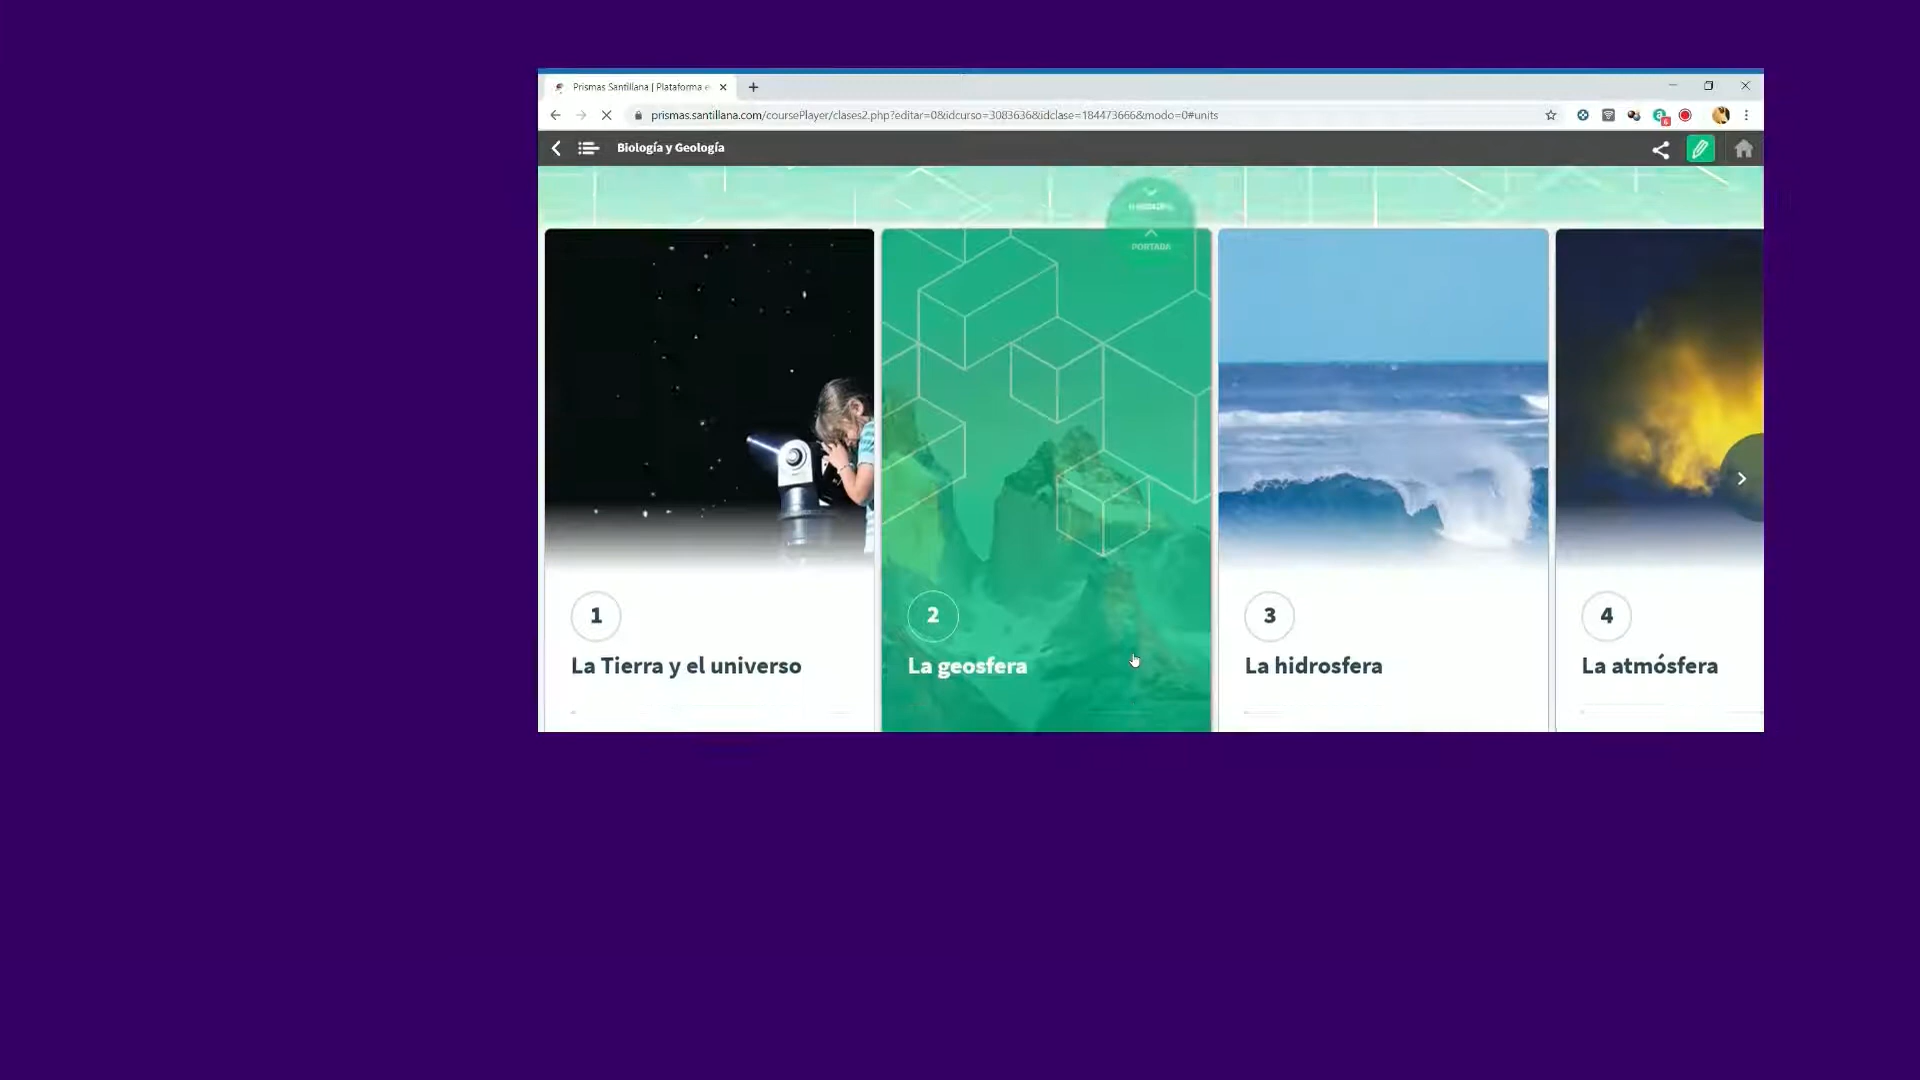 Prismas Santillana | Plataforma e
prismas.santillana.com/coursePlayer/clases2.php?editar=0&idcurso=3083636&idclase=184473666&modo=0#units
6
Biología y Geología
PORTADA
1
La Tierra y el universo
2
La geosfera
3
La hidrosfera
4
La atmósfera